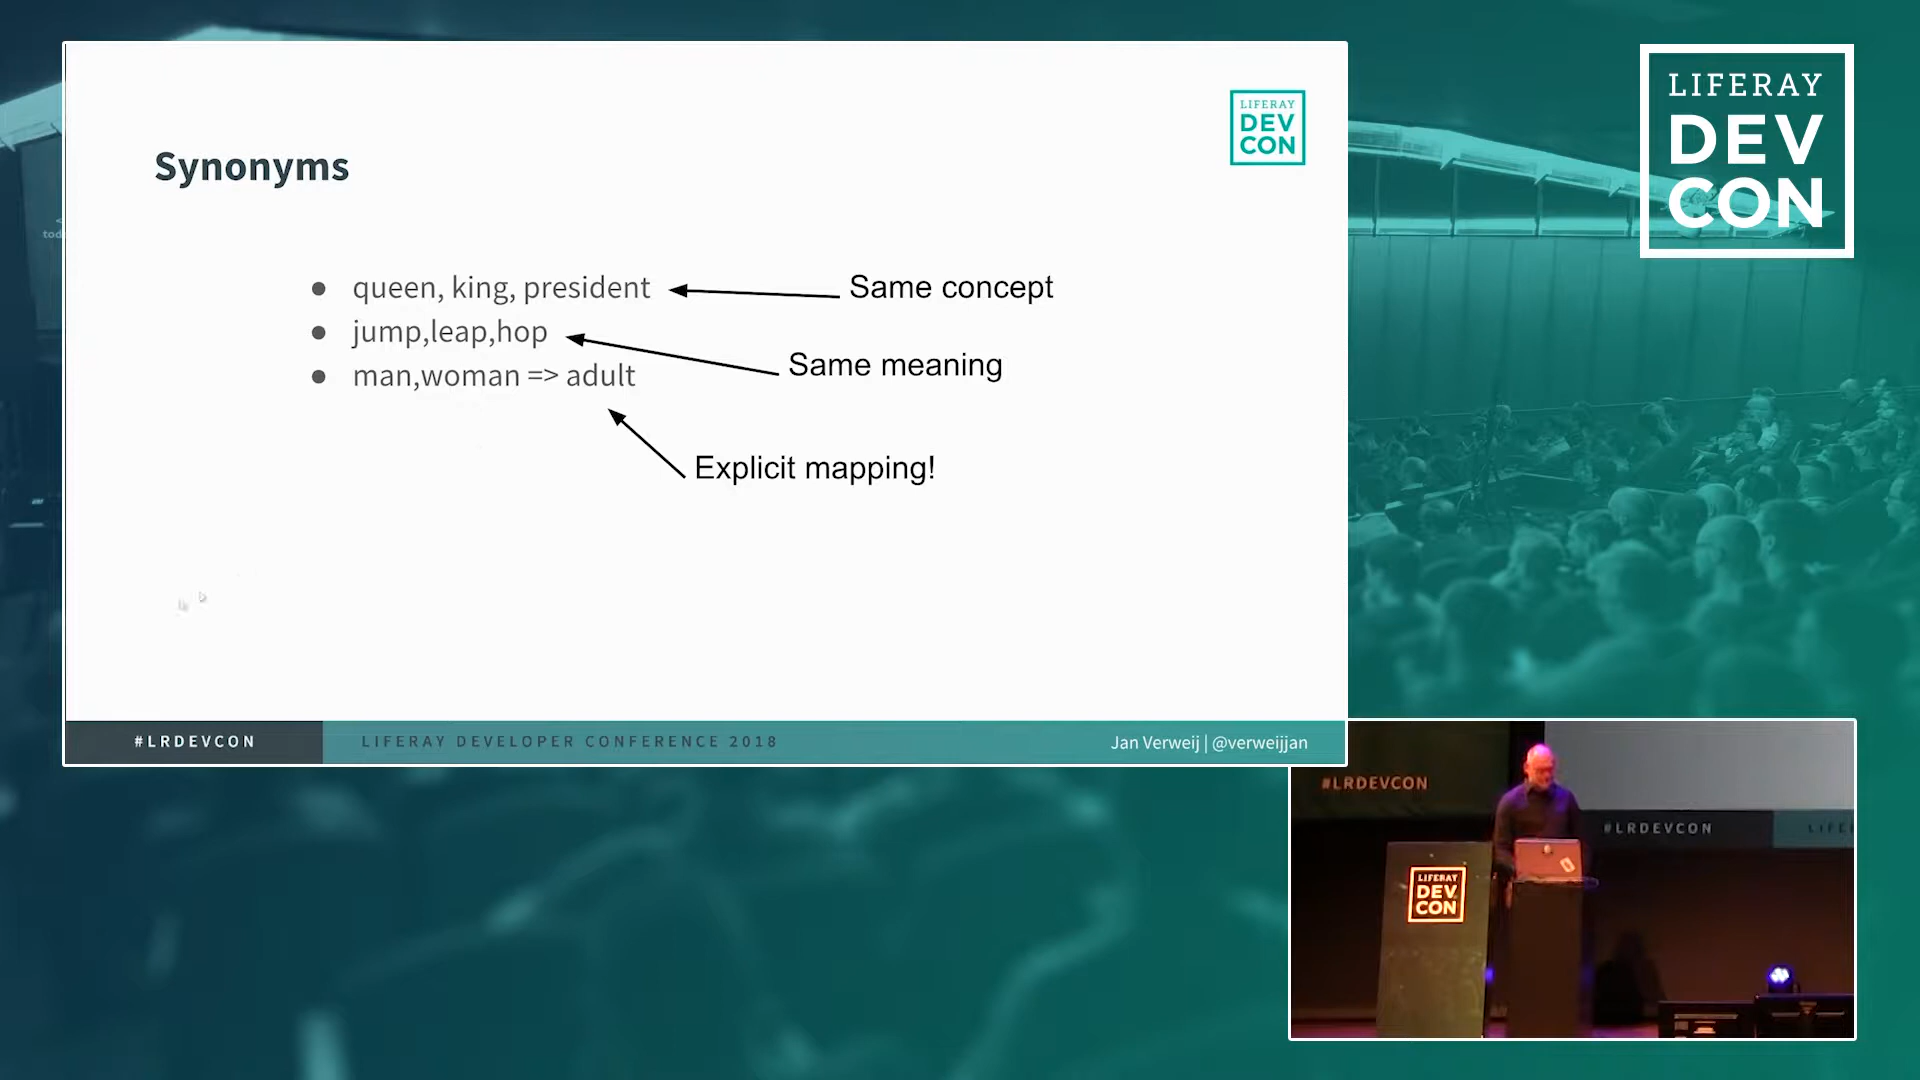 LIFERAY
DEV
CON
Synonyms
queen, king, president
Same concept
jump,leap,hop
Same meaning
man,woman => adult
Explicit mapping!
#LRDEVCON
LIFERAY DEVELOPER CONFERENCE 2018
Jan Verweij | @verweijjan
LIFERAY
DEV
CON
#LRDEVCON
#LRDEVCON
LIFERAY
DEV
CON